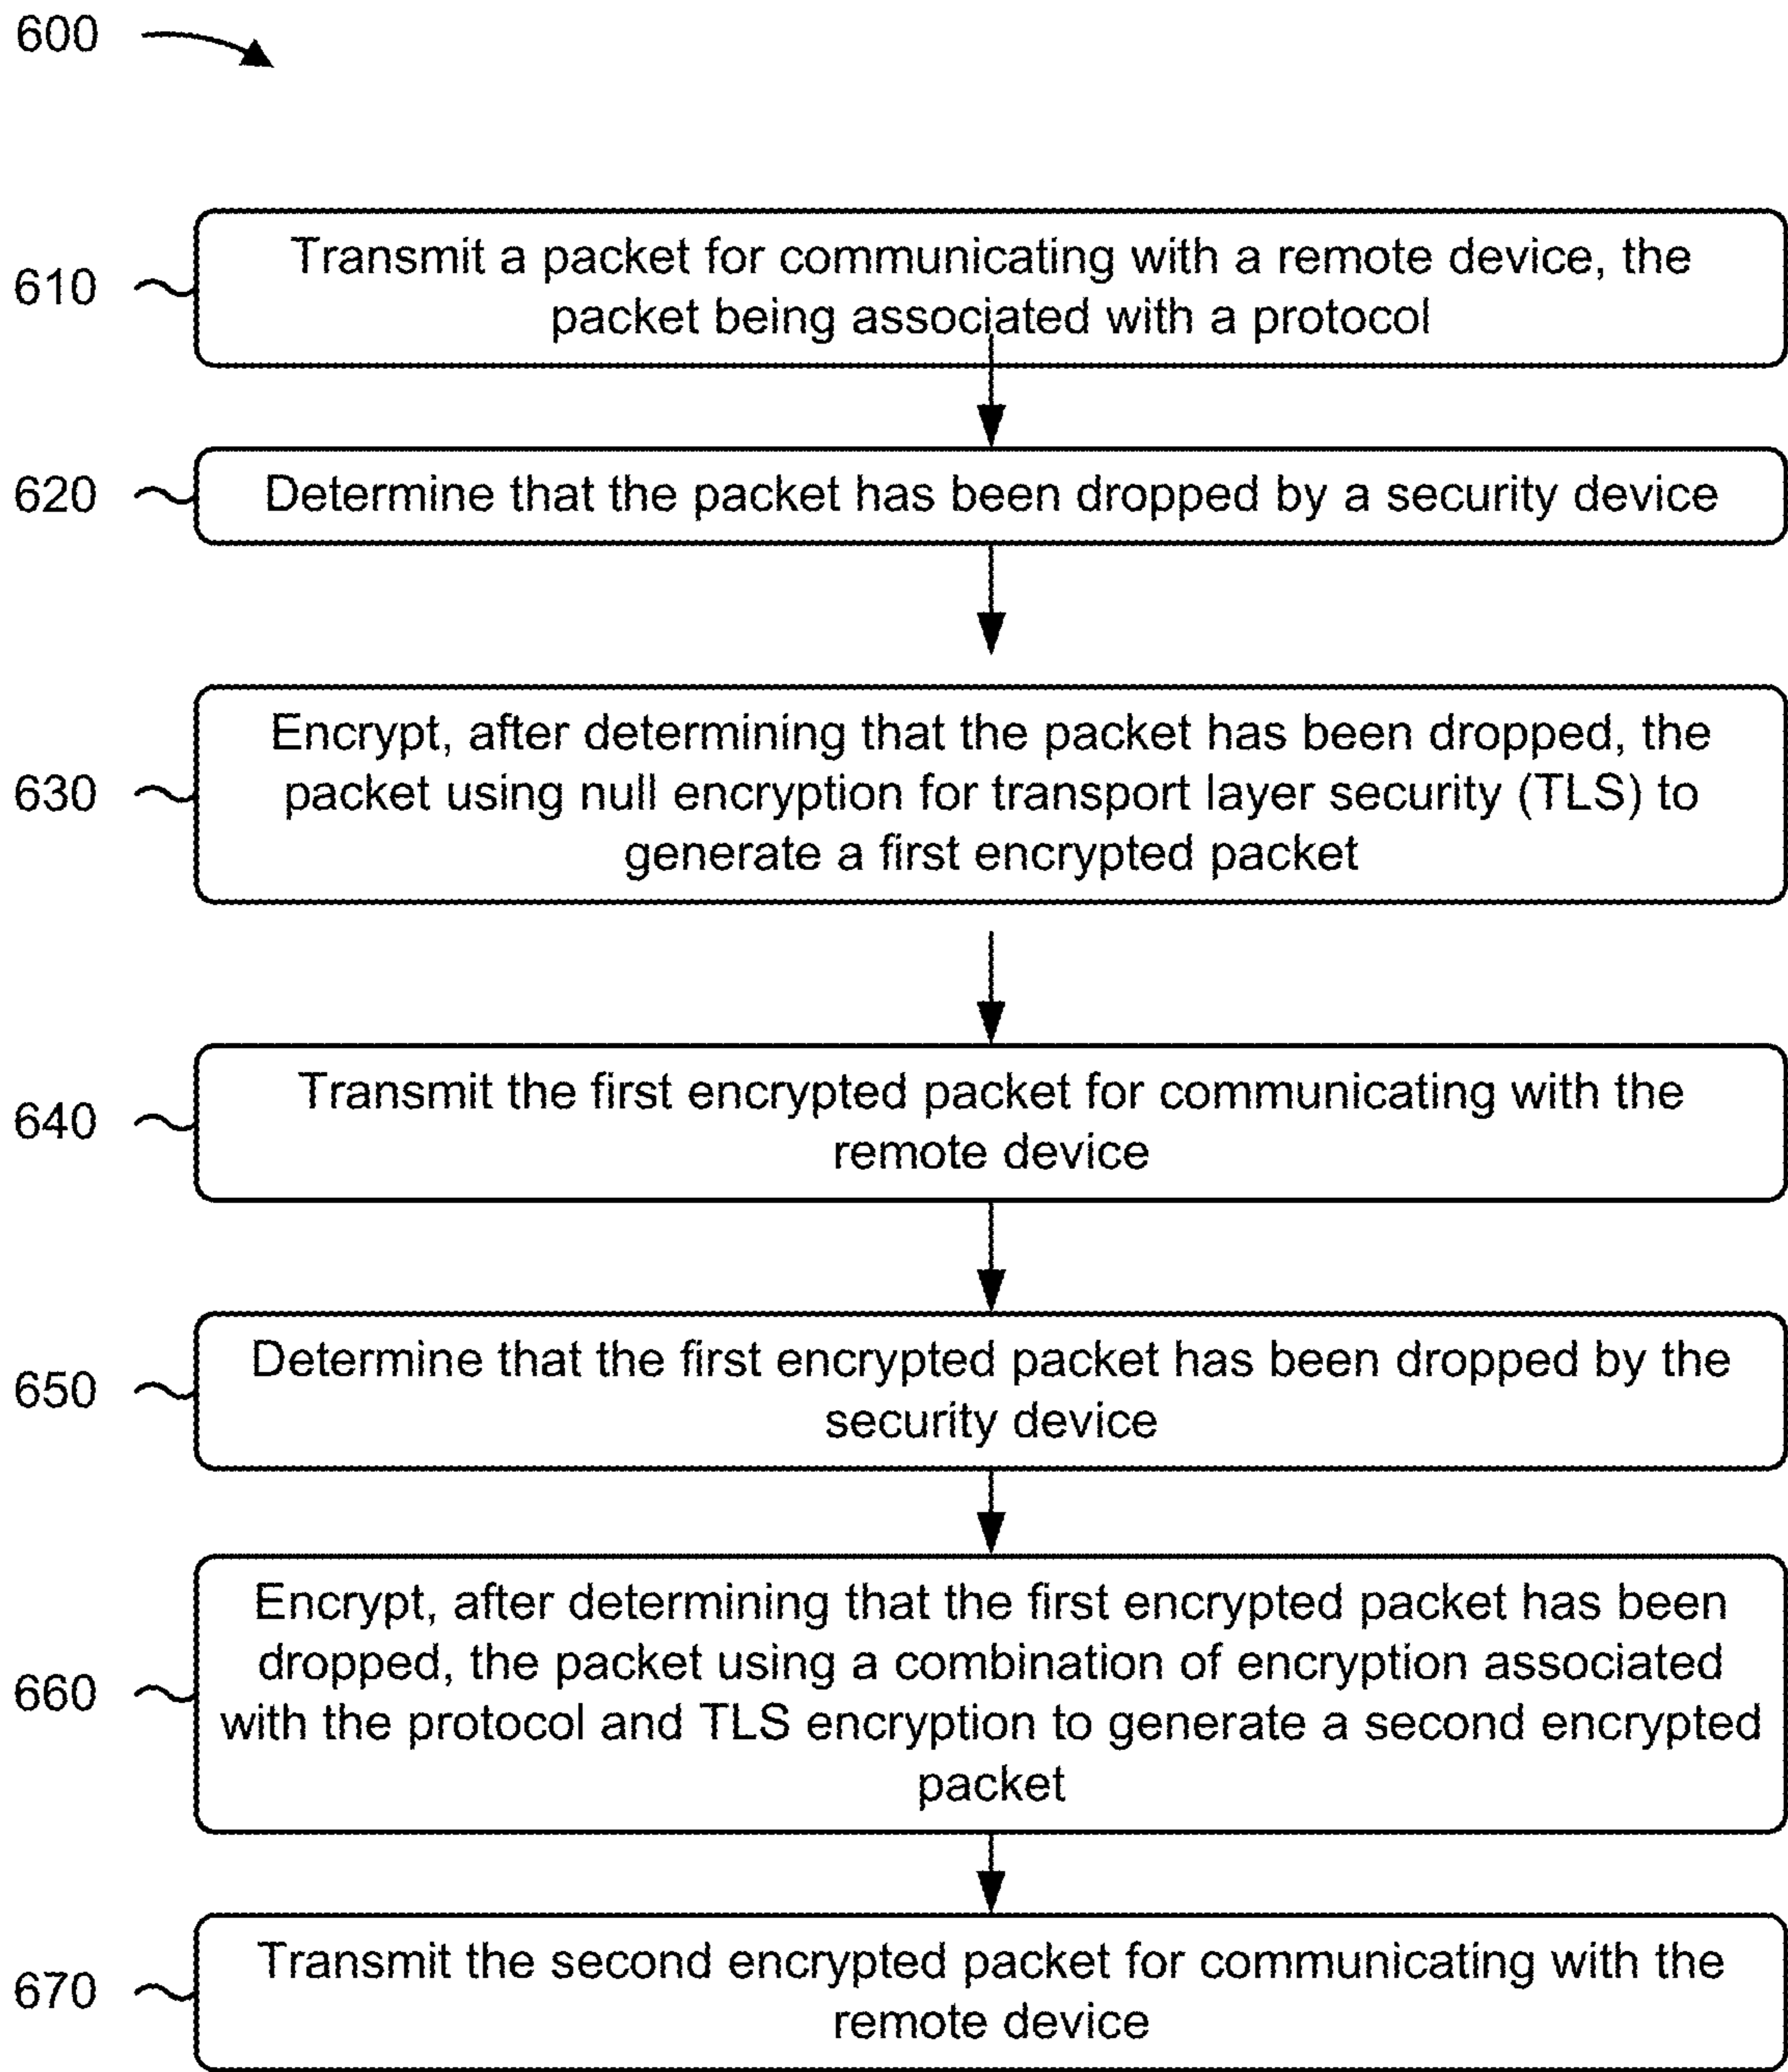 600
610
Transmit a packet for communicating with a remote device, the
packet being associated with a protocol
620
Determine that the packet has been dropped by a security device
630
Encrypt, after determining that the packet has been dropped, the
packet using null encryption for transport layer security (TLS) to
generate a first encrypted packet
640
Transmit the first encrypted packet for communicating with the
remote device
650
Determine that the first encrypted packet has been dropped by the
security device
660
Encrypt, after determining that the first encrypted packet has been
dropped, the packet using a combination of encryption associated
with the protocol and TLS encryption to generate a second encrypted
packet
670
Transmit the second encrypted packet for communicating with the
remote device